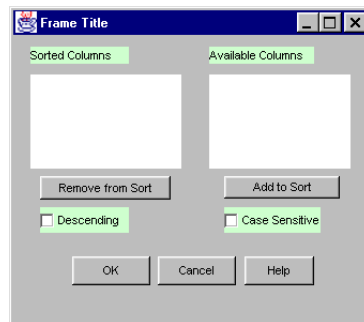 Frame Title
Sorted Columns
Available Columns
Remove from Sort
Add to Sort
Descending
Case Sensitive
OK
Cancel
Help